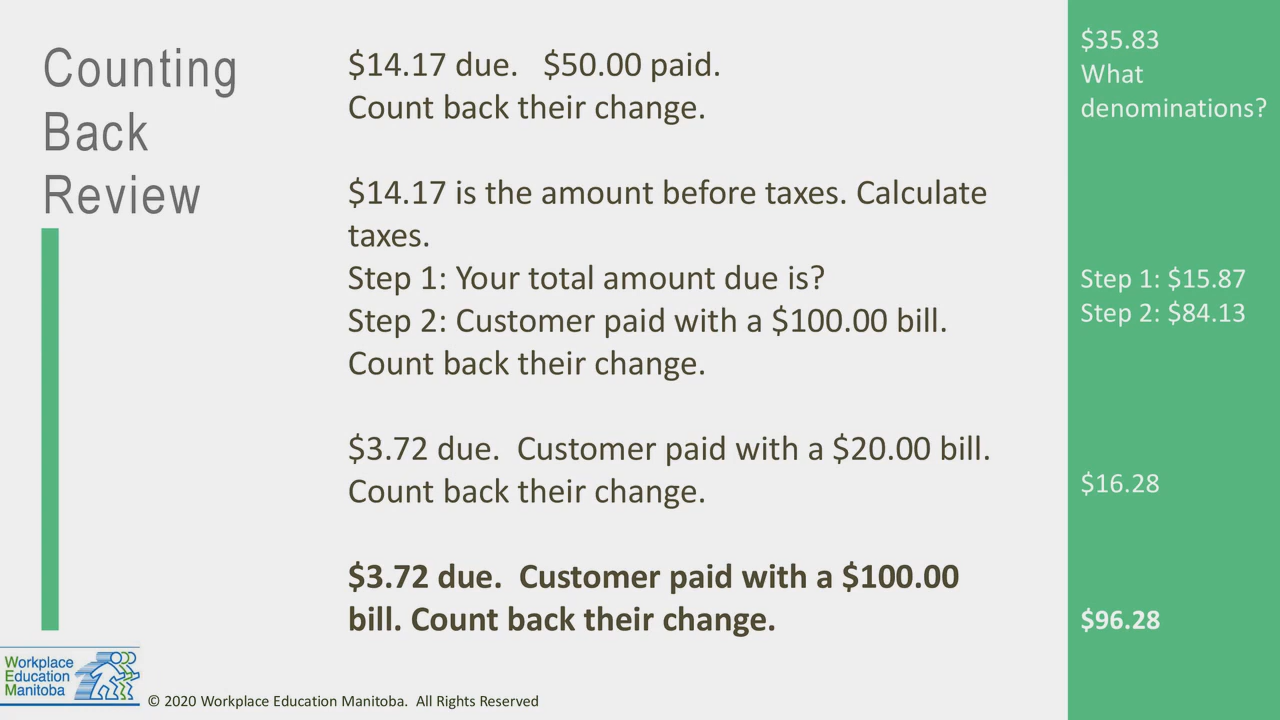 Counting
Back
Review
$14.17 due.   $50.00 paid.
Count back their change.
$14.17 is the amount before taxes. Calculate
taxes.
Step 1: Your total amount due is?
Step 2: Customer paid with a $100.00 bill.
Count back their change.
$3.72 due.  Customer paid with a $20.00 bill.
Count back their change.
$3.72 due.  Customer paid with a $100.00
bill. Count back their change.
$35.83
What
denominations?
Step 1: $15.87
Step 2: $84.13
$16.28
$96.28
Workplace
Education
Manitoba
© 2020 Workplace Education Manitoba.  All Rights Reserved